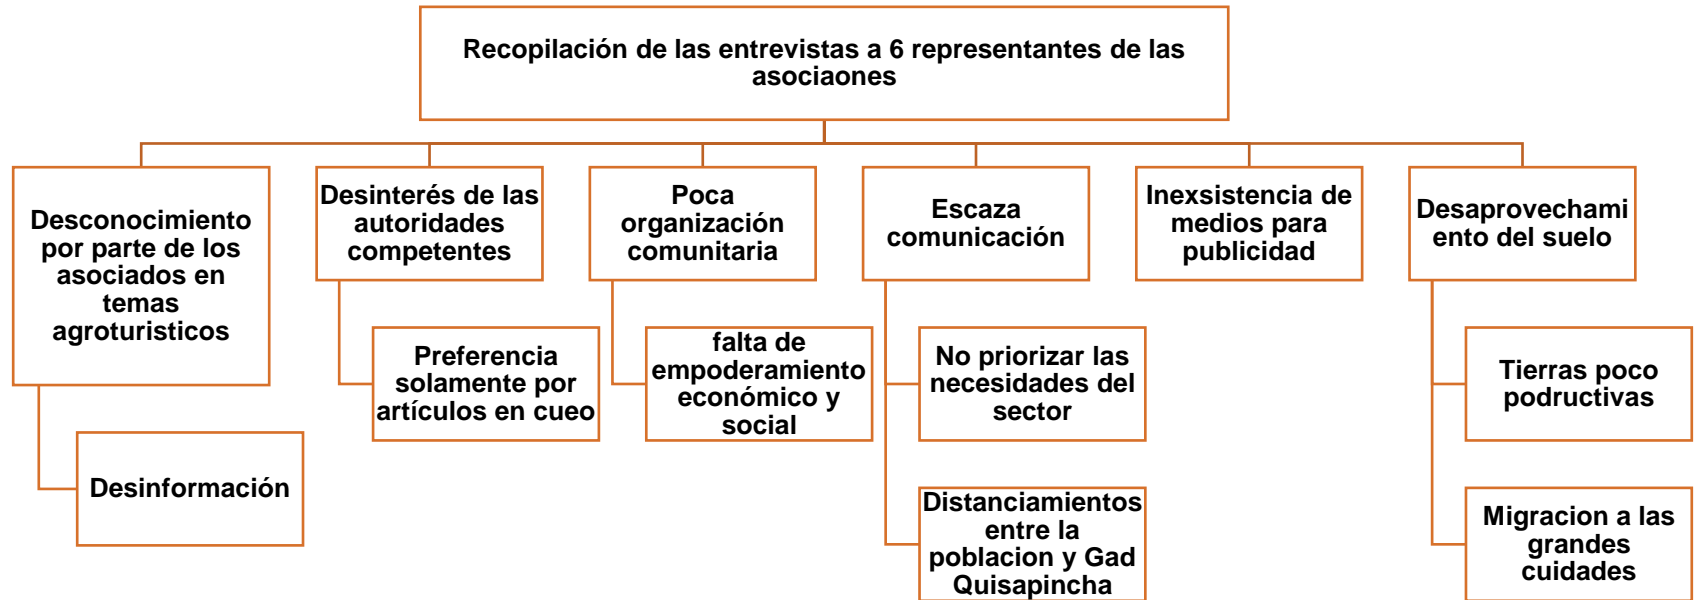 Recopilación de las entrevistas a 6 representantes de las
asociaones
Desconocimiento
por parte de los
asociados en
temas
agroturisticos
Desinformación
Desinterés de las
autoridades
competentes
Preferencia
solamente por
artículos en cueo
Poca
organización
comunitaria
falta de
empoderamiento
económico y
social
Escaza
comunicación
No priorizar las
necesidades del
sector
Distanciamientos
entre la
poblacion y Gad
Quisapincha
Inexsistencia de
medios para
publicidad
Desaprovechami
ento del suelo
Tierras poco
podructivas
Migracion a las
grandes
cuidades